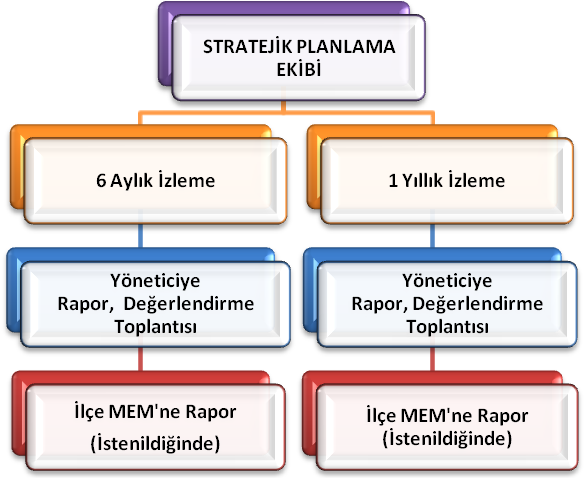 STRATEJİK PLANLAMA
EKİBİ
6 Aylık İzleme
1 Yıllık İzleme
Yöneticiye
Rapor, Değerlendirme
Toplantısı
Yöneticiye
Rapor, Değerlendirme
Toplantısı
İlçe MEM'ne Rapor
(İstenildiğinde)
İlçe MEM'ne Rapor
(İstenildiğinde)